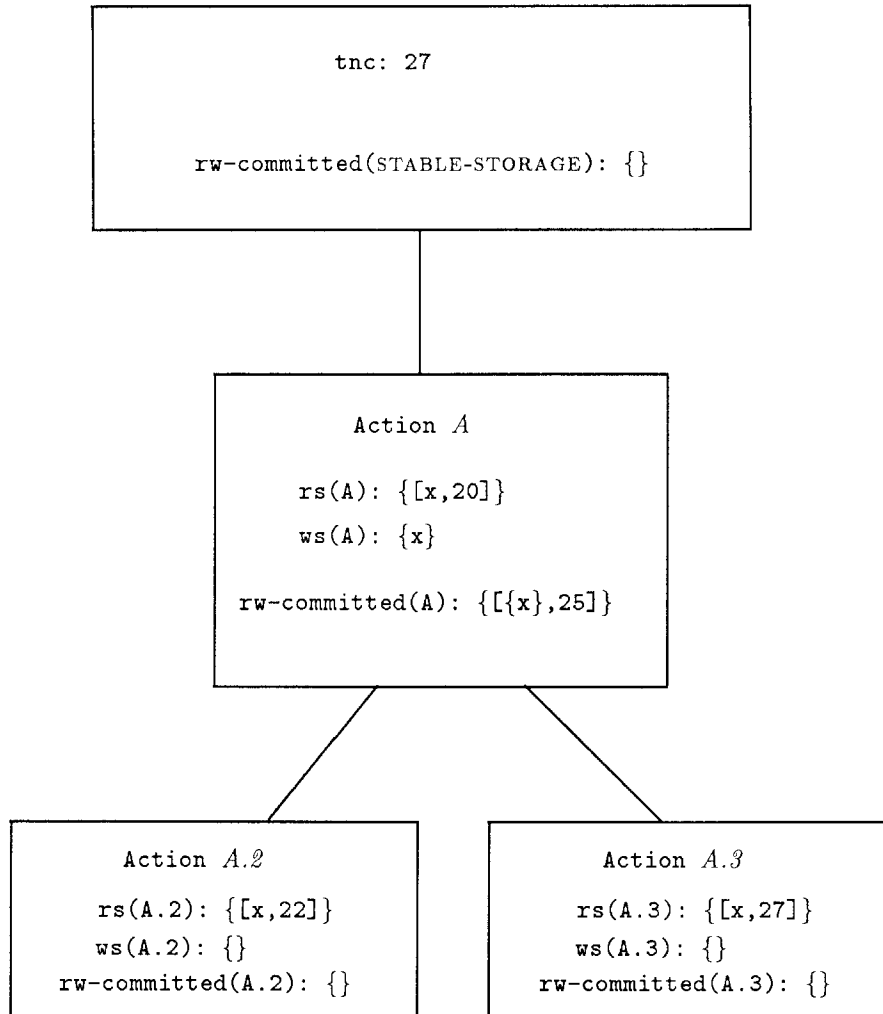 tnc: 27
rw-committed(STABLE-STORAGE): {}
Action A
rs(A): {[x,20]}
ws(A): {x}
rw-committed(A): {[{x},25]}
Action A.2
rs(A.2): {[x,22]}
ws(A.2): {}
rw-committed(A.2): {}
Action A.3
rs(A.3): {[x,27]}
ws(A.3): {}
rw-committed(A.3): {}